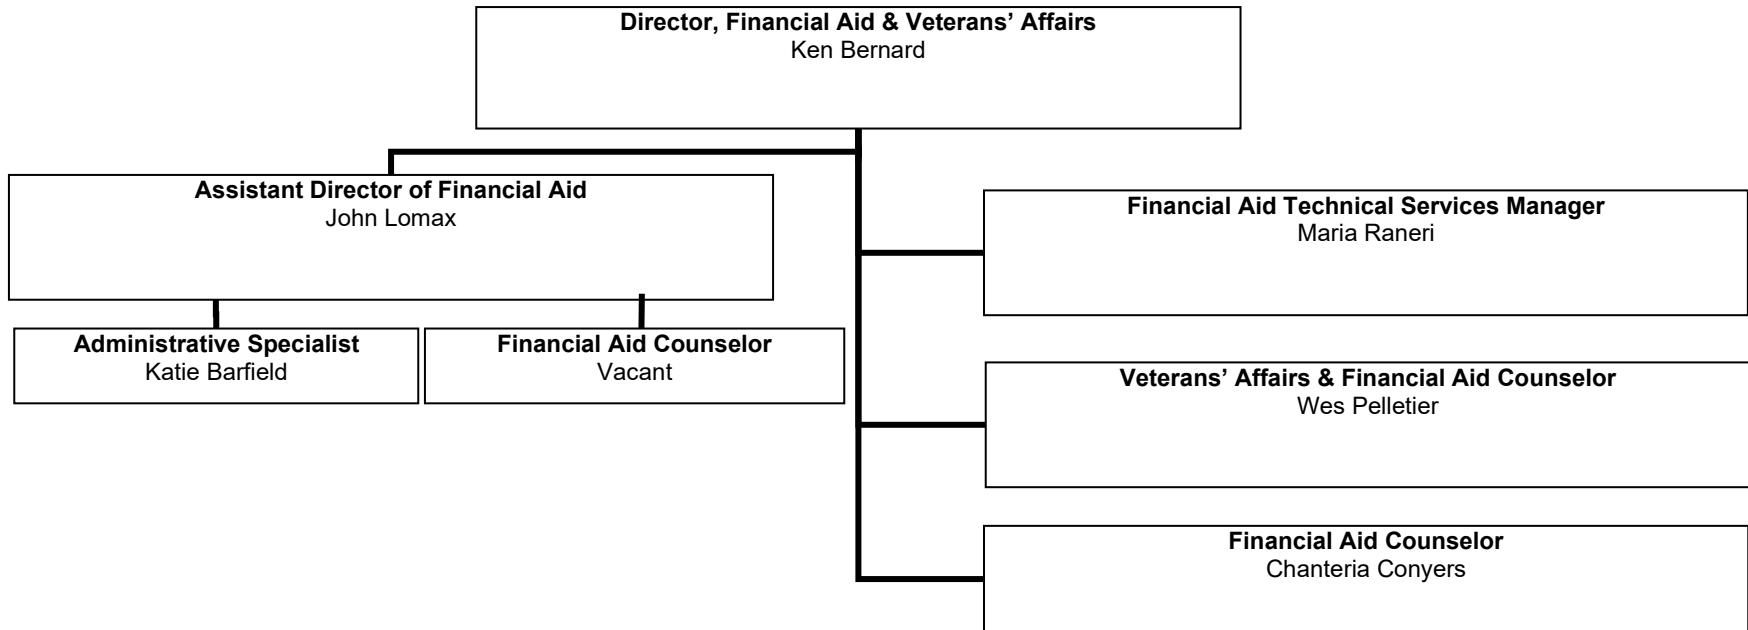 Director, Financial Aid & Veterans’ Affairs
Ken Bernard
Assistant Director of Financial Aid
John Lomax
Financial Aid Technical Services Manager
Maria Raneri
Administrative Specialist
Katie Barfield
Financial Aid Counselor
Vacant
Veterans’ Affairs & Financial Aid Counselor
Wes Pelletier
Financial Aid Counselor
Chanteria Conyers